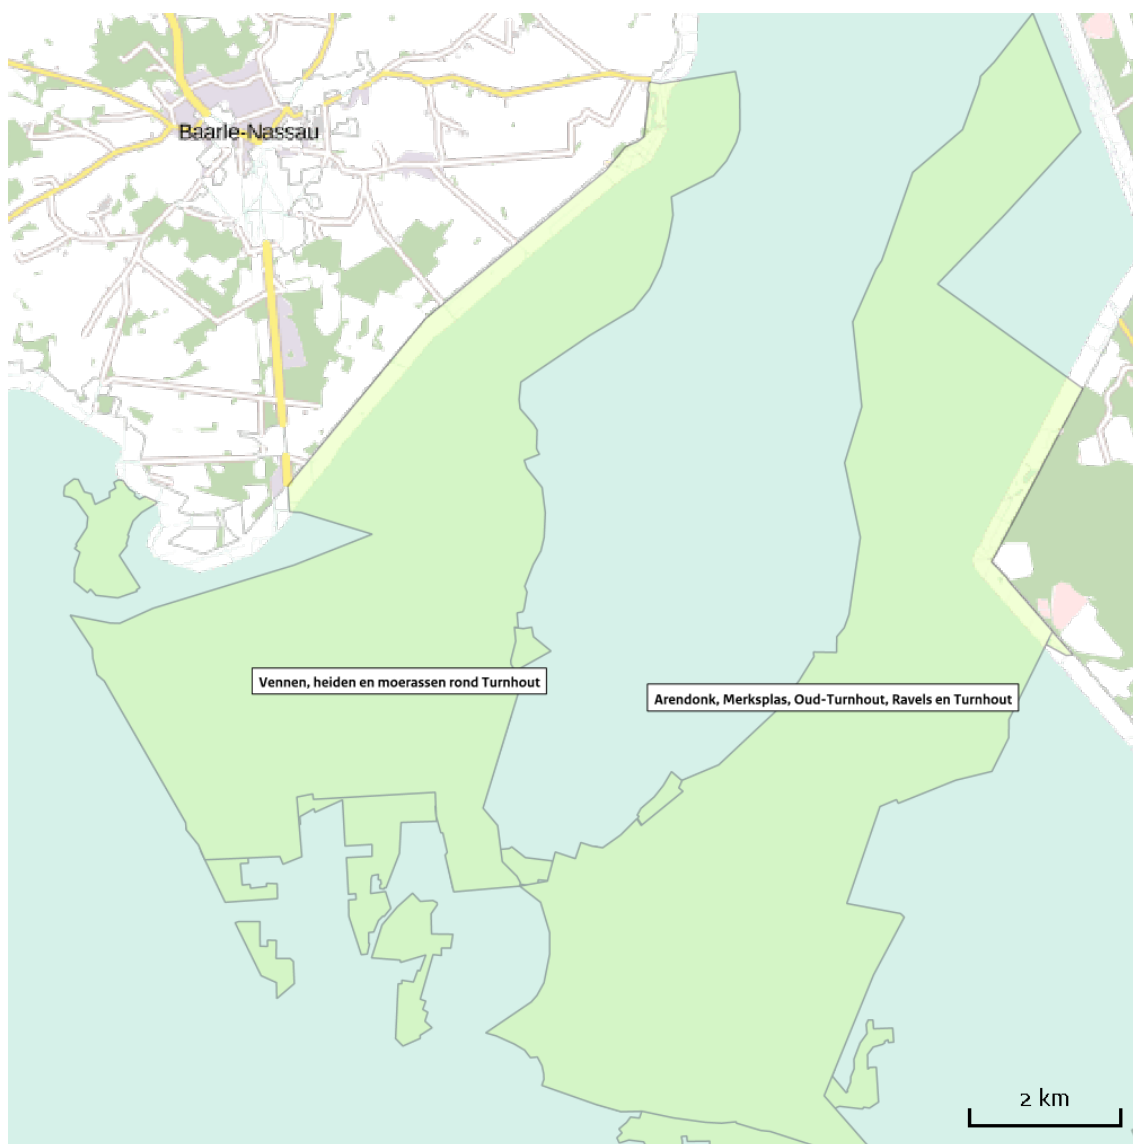 Baarle-Nassau
Vennen, heiden en moerassen rond Turnhout
Arendonk, Merksplas, Oud-Turnhout, Ravels en Turnhout
2 km